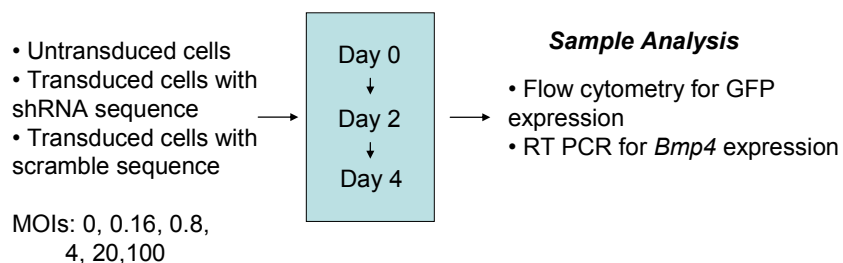 • Untransduced cells
• Transduced cells with
shRNA sequence
• Transduced cells with
scramble sequence
MOIs: 0, 0.16, 0.8,
4, 20,100
Day 0
Day 2
Day 4
Sample Analysis
• Flow cytometry for GFP
expression
• RT PCR for Bmp4 expression